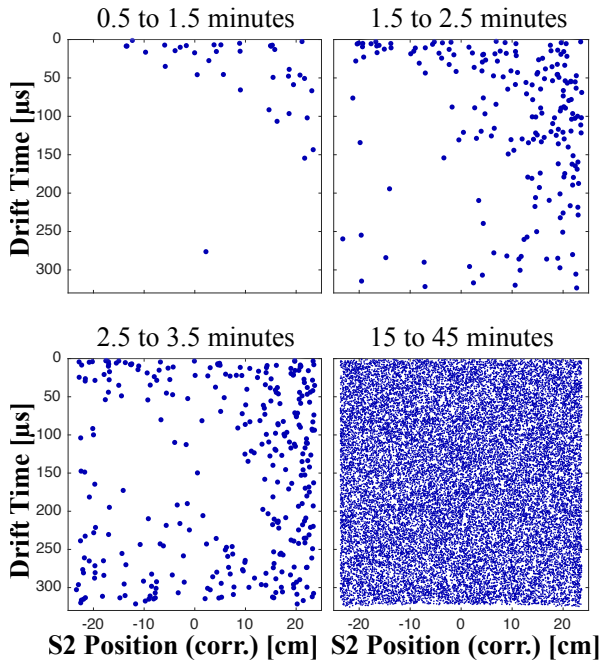 0.5 to 1.5 minutes
1.5 to 2.5 minutes
Drift Time [µs]
0
50
100
150
200
250
300
2.5 to 3.5 minutes
15 to 45 minutes
Drift Time [µs]
0
50
100
150
200
250
300
-20 -10 0 10 20
-20 -10 0 10 20
S2 Position (corr.) [cm]
S2 Position (corr.) [cm]